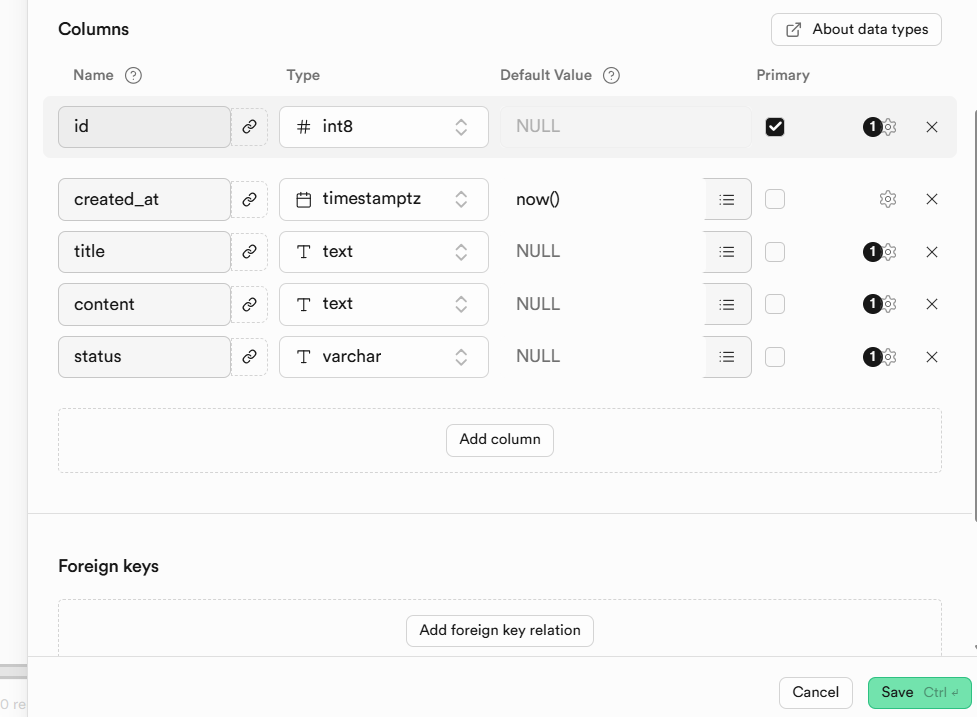 Columns
About data types
Name ?
Type
Default Value ?
Primary
id
int8
NULL
1
created_at
timestamptz
now()
title
text
NULL
1
content
text
NULL
1
status
varchar
NULL
1
Add column
Foreign keys
Add foreign key relation
0 re
Cancel
Save Ctrl